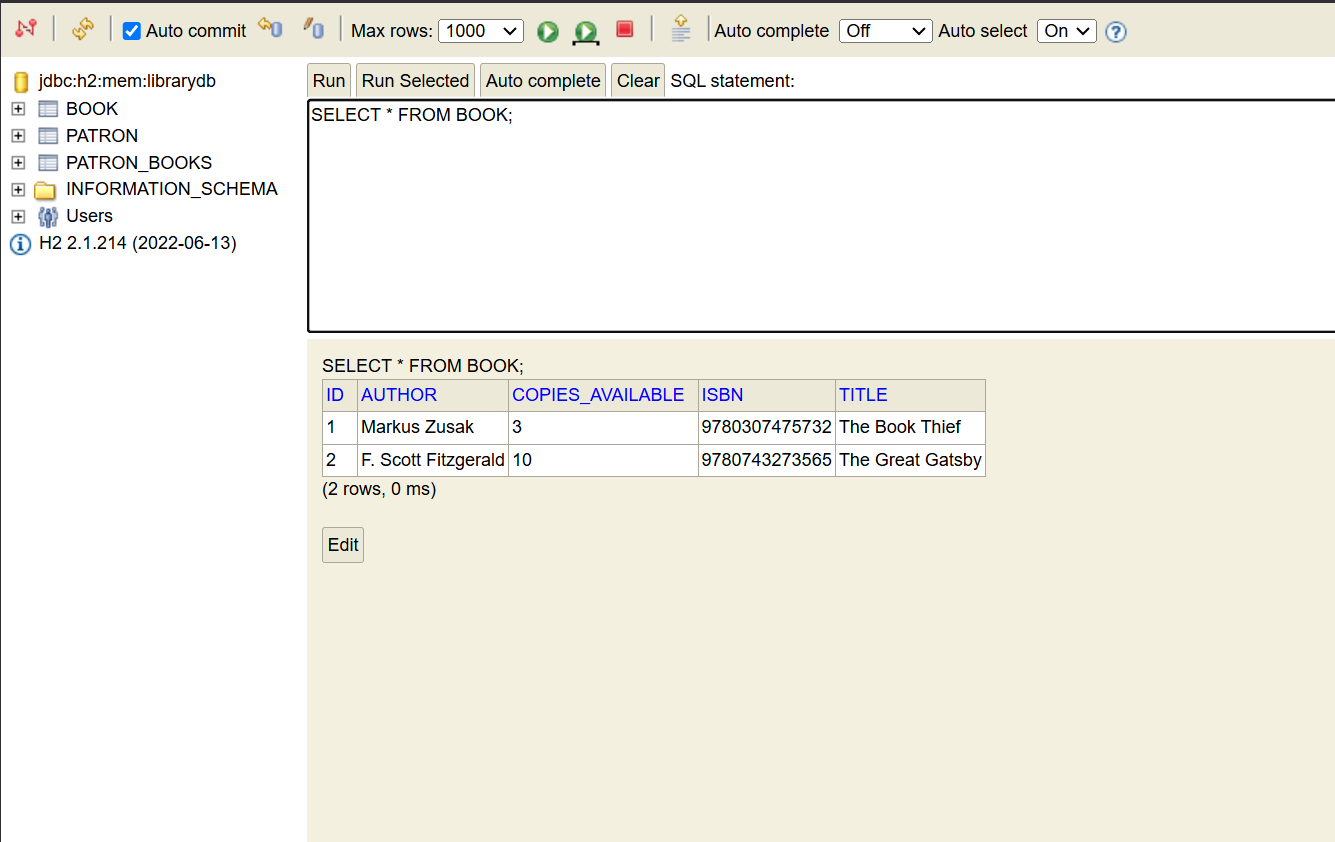 Auto commit Max rows: 1000 Auto complete Off Auto select On ?
jdbc:h2:mem:librarydb
BOOK
PATRON
PATRON_BOOKS
INFORMATION_SCHEMA
Users
H2 2.1.214 (2022-06-13)
Run Run Selected Auto complete Clear SQL statement:
SELECT * FROM BOOK;
SELECT * FROM BOOK;
ID AUTHOR COPIES_AVAILABLE ISBN TITLE
1 Markus Zusak 3 9780307475732 The Book Thief
2 F. Scott Fitzgerald 10 9780743273565 The Great Gatsby
(2 rows, 0 ms)
Edit